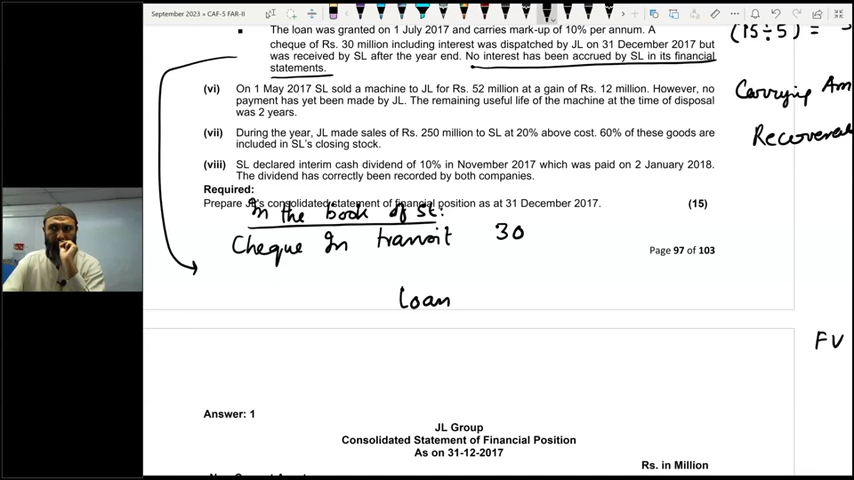 September 2023 » CAF-5 FAR-II
The loan was granted on 1 July 2017 and carries mark-up of 10% per annum. A
cheque of Rs. 30 million including interest was dispatched by JL on 31 December 2017 but
was received by SL after the year end. No interest has been accrued by SL in its financial
statements.
(15÷5) =
(vi) On 1 May 2017 SL sold a machine to JL for Rs. 52 million at a gain of Rs. 12 million. However, no
payment has yet been made by JL. The remaining useful life of the machine at the time of disposal
was 2 years.
Carrying Am
(vii) During the year, JL made sales of Rs. 250 million to SL at 20% above cost. 60% of these goods are
included in SL's closing stock.
Recoverab
(viii) SL declared interim cash dividend of 10% in November 2017 which was paid on 2 January 2018.
The dividend has correctly been recorded by both companies.
Required:
Prepare JL's consolidated statement of financial position as at 31 December 2017. (15)
In the book of SL:
Cheque In transit 30
Page 97 of 103
Loan
FV
Answer: 1
JL Group
Consolidated Statement of Financial Position
As on 31-12-2017
Rs. in Million